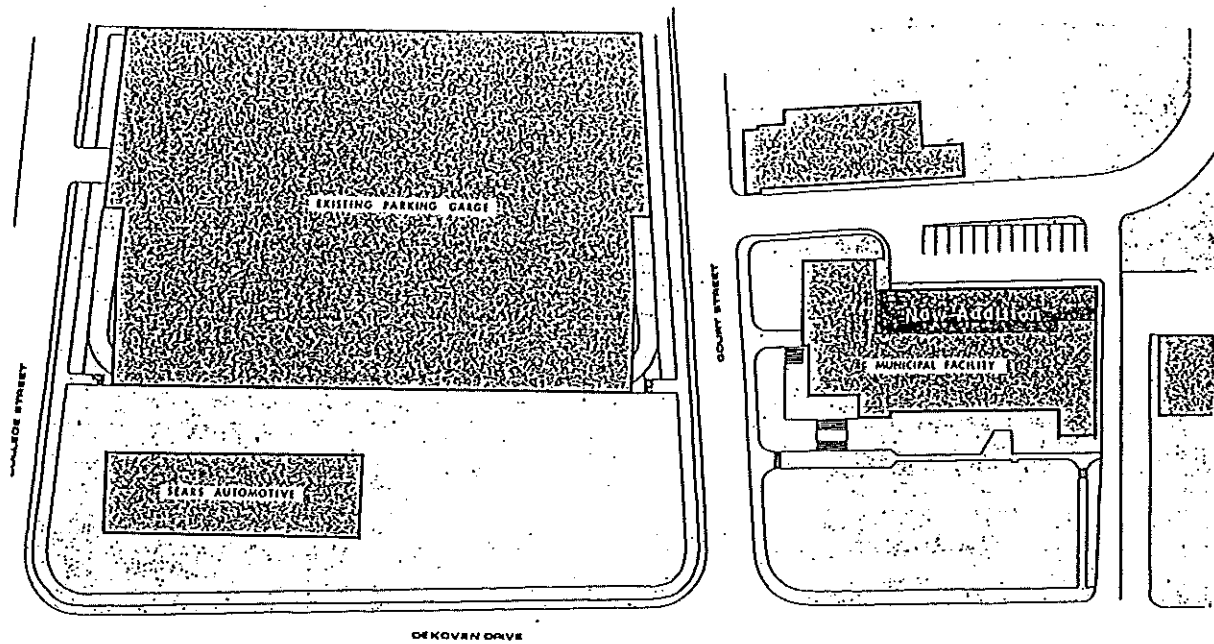 EXISTING PARKING GARGE
New Addition
COURT STREET
MUNICIPAL FACILITY
COLLEGE STREET
SEARS AUTOMOTIVE
DEKOVEN DRIVE